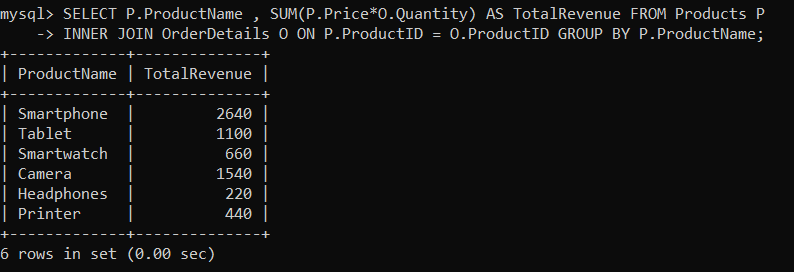 mysql> SELECT P.ProductName , SUM(P.Price*O.Quantity) AS TotalRevenue FROM Products P
    -> INNER JOIN OrderDetails O ON P.ProductID = O.ProductID GROUP BY P.ProductName;
+-------------+--------------+
| ProductName | TotalRevenue |
+-------------+--------------+
| Smartphone  |         2640 |
| Tablet      |         1100 |
| Smartwatch  |          660 |
| Camera      |         1540 |
| Headphones  |          220 |
| Printer     |          440 |
+-------------+--------------+
6 rows in set (0.00 sec)